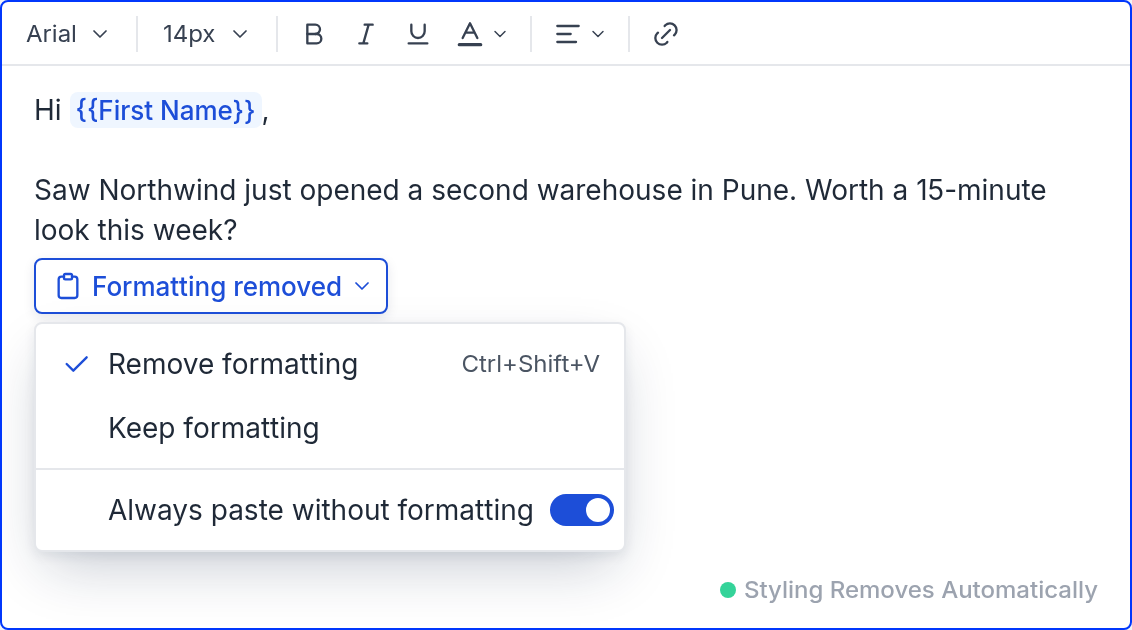 Arial 14px B I U A
Hi {{First Name}},
Saw Northwind just opened a second warehouse in Pune. Worth a 15-minute
look this week?
Formatting removed
Remove formatting Ctrl+Shift+V
Keep formatting
Always paste without formatting
Styling Removes Automatically